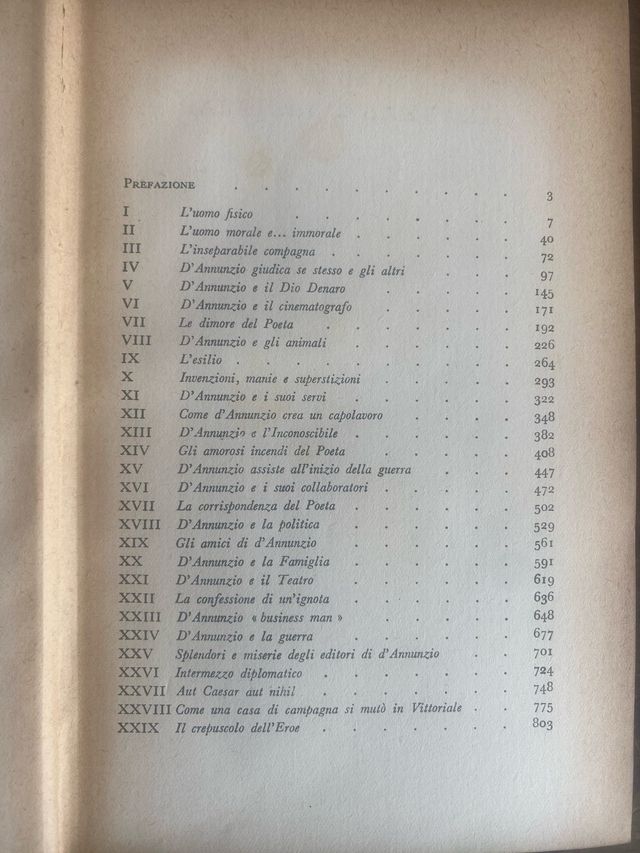 PREFAZIONE . . . . . . . . . 3
I L'uomo fisico . . . . . . . 7
II L'uomo morale e... immorale . . . . . 40
III L'inseparabile compagna . . . . . . 72
IV D'Annunzio giudica se stesso e gli altri . . . 97
V D'Annunzio e il Dio Denaro . . . . . 145
VI D'Annunzio e il cinematografo . . . . . 171
VII Le dimore del Poeta . . . . . . 192
VIII D'Annunzio e gli animali . . . . . 226
IX L'esilio . . . . . . . . 264
X Invenzioni, manie e superstizioni . . . . 293
XI D'Annunzio e i suoi servi . . . . . 322
XII Come d'Annunzio crea un capolavoro . . . . 348
XIII D'Annunzio e l'Inconoscibile . . . . . 382
XIV Gli amorosi incendi del Poeta . . . . 408
XV D'Annunzio assiste all'inizio della guerra . . . 447
XVI D'Annunzio e i suoi collaboratori . . . . . 472
XVII La corrispondenza del Poeta . . . . . 502
XVIII D'Annunzio e la politica . . . . . 529
XIX Gli amici di d'Annunzio . . . . . 561
XX D'Annunzio e la Famiglia . . . . . 591
XXI D'Annunzio e il Teatro . . . . . . 619
XXII La confessione di un'ignota . . . . . 636
XXIII D'Annunzio « business man » . . . . . 648
XXIV D'Annunzio e la guerra . . . . . 677
XXV Splendori e miserie degli editori di d'Annunzio . . 701
XXVI Intermezzo diplomatico . . . . . . 724
XXVII Aut Caesar aut nihil . . . . . . 748
XXVIII Come una casa di campagna si mutò in Vittoriale . . 775
XXIX Il crepuscolo dell'Eroe . . . . . . 803